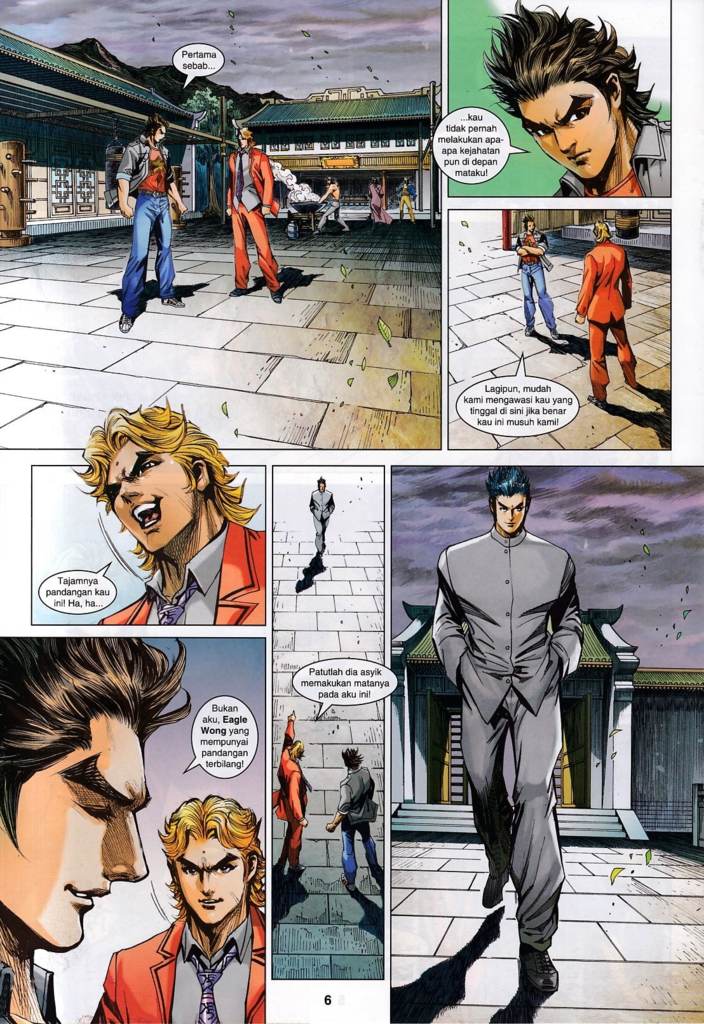 Pertama
sebab...
...kau
tidak pernah
melakukan apa-
apa kejahatan
pun di depan
mataku!
Lagipun, mudah
kami mengawasi kau yang
tinggal di sini jika benar
kau ini musuh kami!
Tajamnya
pandangan kau
ini! Ha, ha...
Bukan
aku, Eagle
Wong yang
mempunyai
pandangan
terbilang!
Patutlah dia asyik
memakukan matanya
pada aku ini!
6